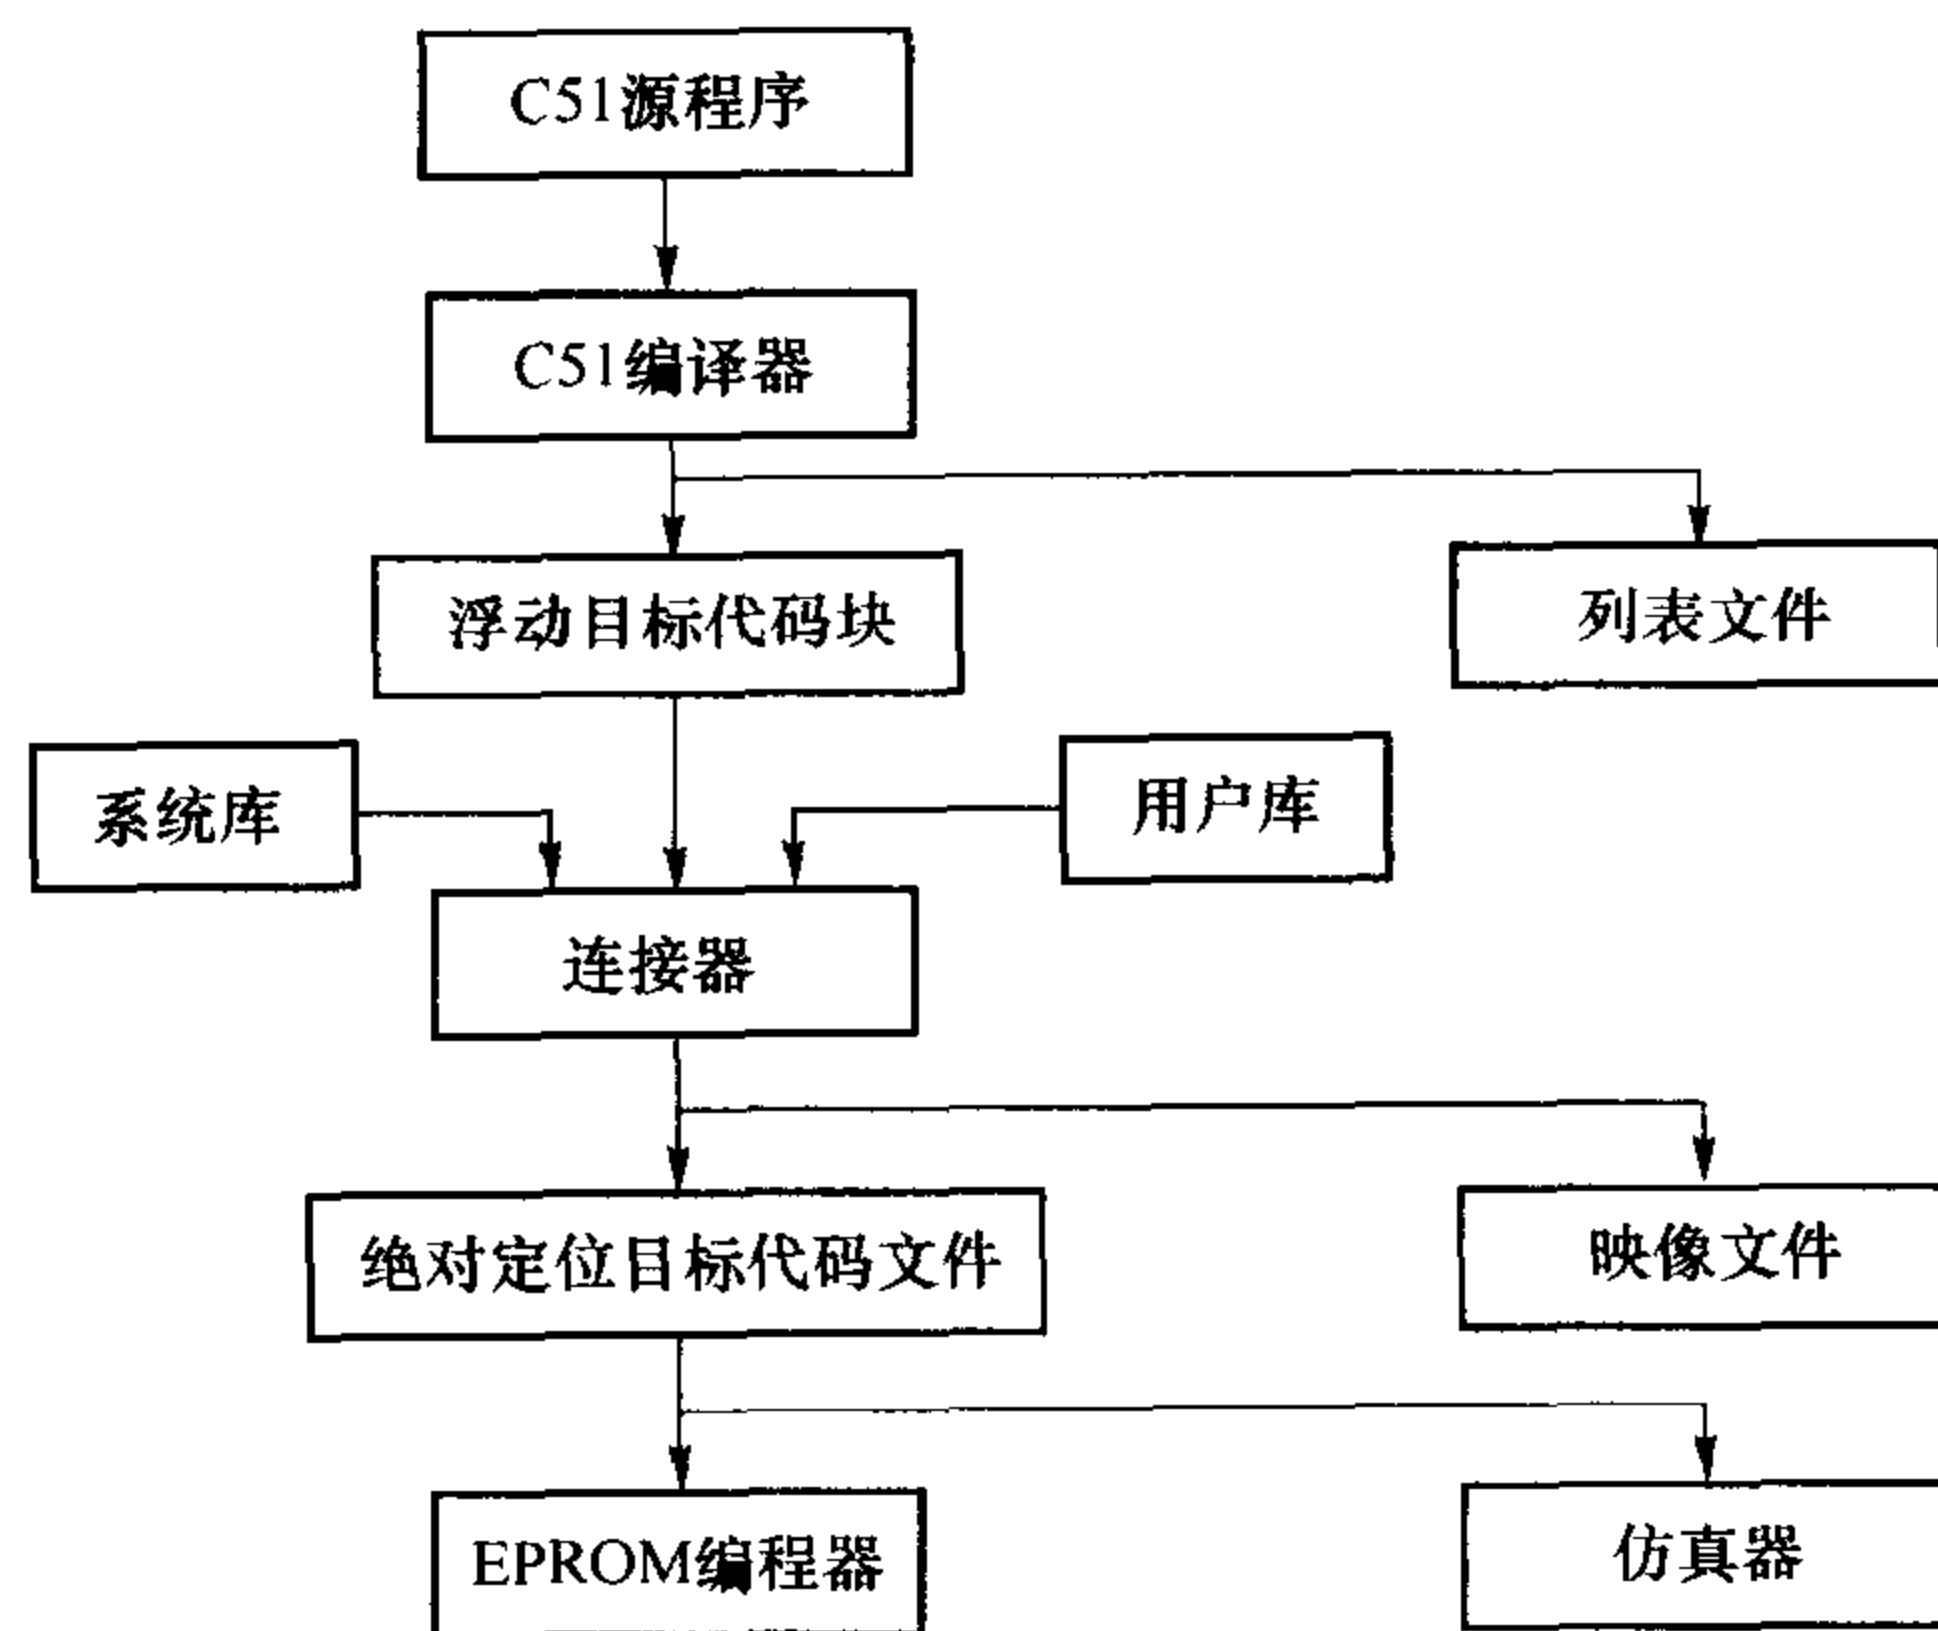 C51源程序
C51编译器
浮动目标代码块
列表文件
系统库
用户库
连接器
绝对定位目标代码文件
映像文件
EPROM编程器
仿真器